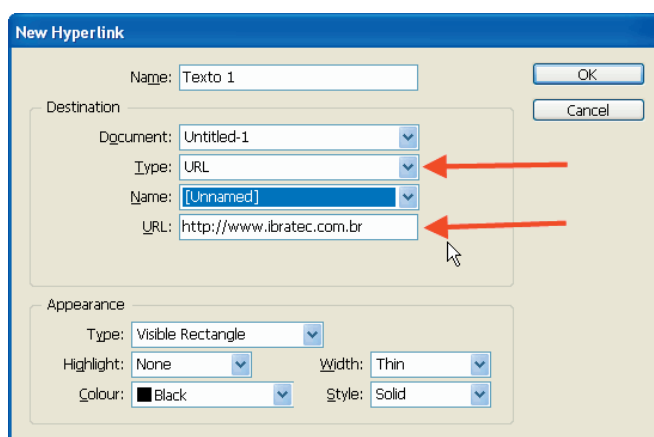 New Hyperlink
Name: Texto 1
OK
Destination
Cancel
Document: Untitled-1
Type: URL
Name: [Unnamed]
URL: http://www.ibratec.com.br
Appearance
Type: Visible Rectangle
Highlight: None Width: Thin
Colour: Black Style: Solid